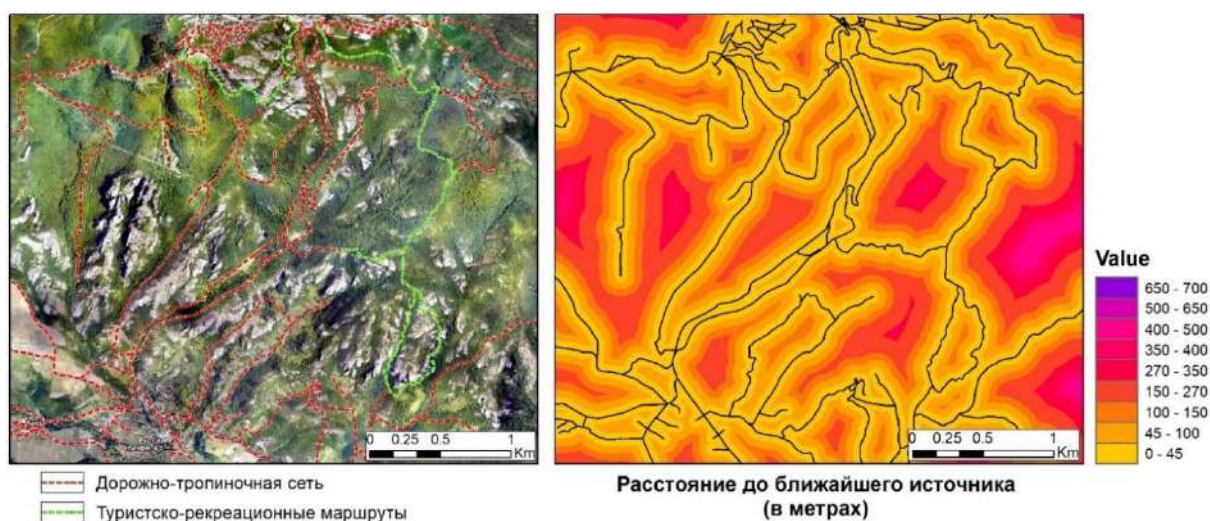 0 0.25 0.5 1
Km
0 0.25 0.5 1
Km
Дорожно-тропиночная сеть
Туристско-рекреационные маршруты
Расстояние до ближайшего источника
(в метрах)
Value
650 - 700
500 - 650
400 - 500
350 - 400
270 - 350
150 - 270
100 - 150
45 - 100
0 - 45